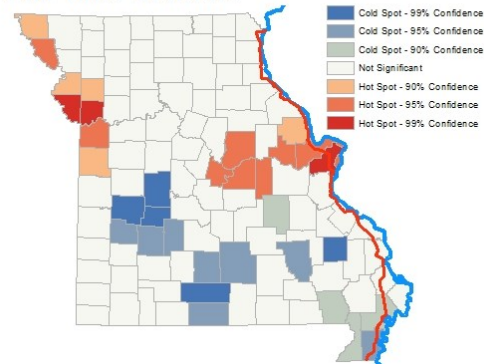 Cold Spot - 99% Confidence
Cold Spot - 95% Confidence
Cold Spot - 90% Confidence
Not Significant
Hot Spot - 90% Confidence
Hot Spot - 95% Confidence
Hot Spot - 99% Confidence